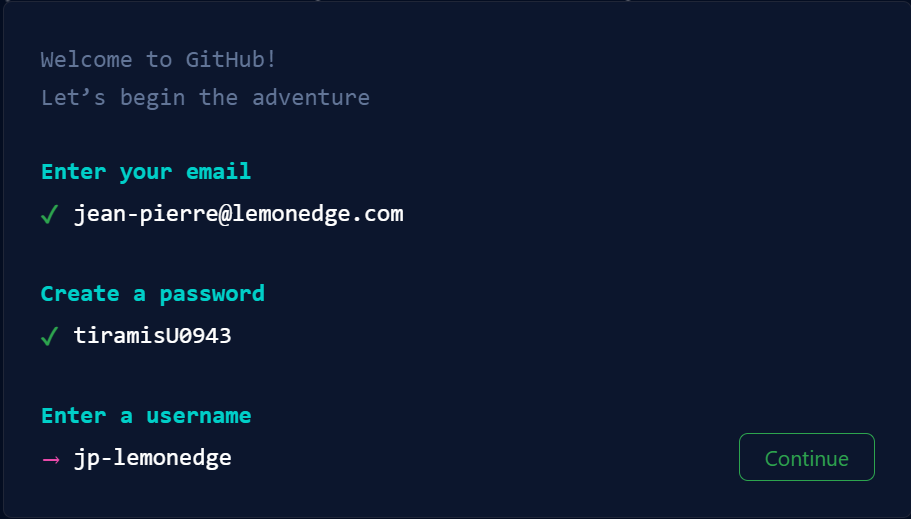 Welcome to GitHub!
Let’s begin the adventure
Enter your email
✓ jean-pierre@lemonedge.com
Create a password
✓ tiramisU0943
Enter a username
→ jp-lemonedge
Continue